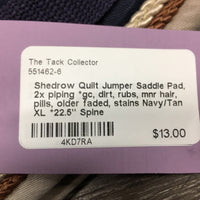 The Tack Collector
551462-6
Shedrow Quilt Jumper Saddle Pad,
2x piping *gc, dirt, rubs, mnr hair,
pills, older faded, stains Navy/Tan
XL *22.5" Spine
$13.00
4KD7RA